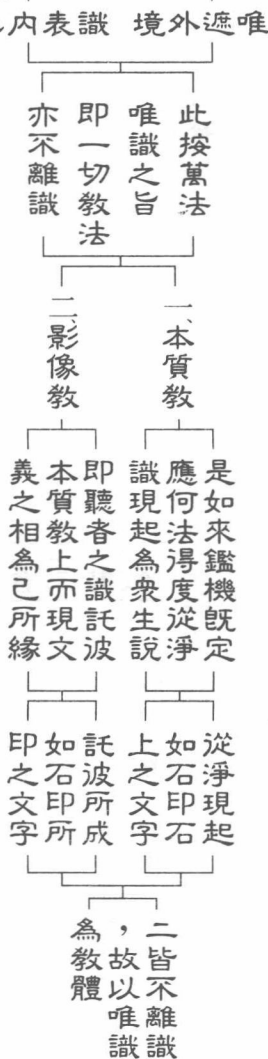 唯遮外境
識表內
此按萬法
唯識之旨
即一切教法
亦不離識
一、本質教
是如來鑑機既定
應何法得度從淨
識現起為衆生說
從淨現起
如石印石
上之文字
二、影像教
即聽者之識託彼
本質教上而現文
義之相為己所緣
託彼所成
如石印所
印之文字
二皆不離識
，故以唯識
為教體